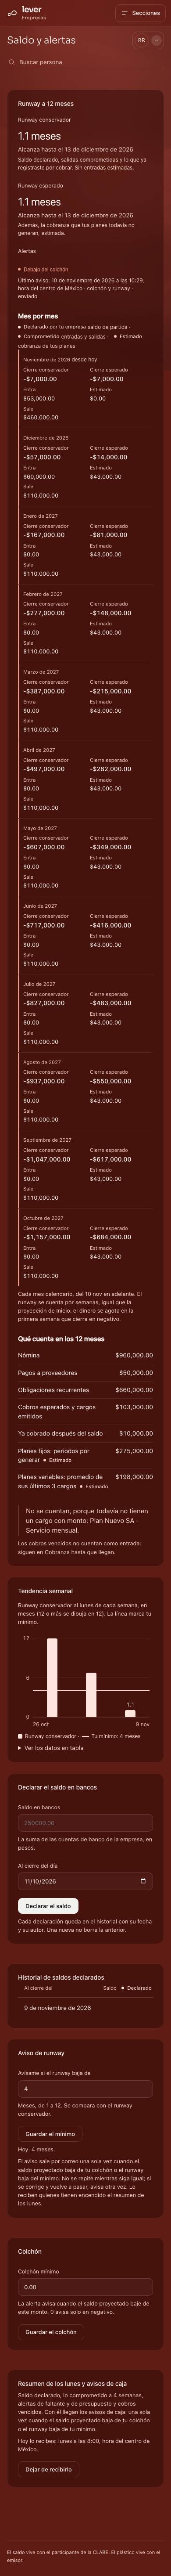 lever
Empresas
Secciones
Saldo y alertas
RR
Buscar persona
Runway a 12 meses
Runway conservador
1.1 meses
Alcanza hasta el 13 de diciembre de 2026
Saldo declarado, salidas comprometidas y lo que ya
registraste por cobrar. Sin entradas estimadas.
Runway esperado
1.1 meses
Alcanza hasta el 13 de diciembre de 2026
Además, la cobranza que tus planes todavía no
generan, estimada.
Alertas
Debajo del colchón
Último aviso: 10 de noviembre de 2026 a las 10:29,
hora del centro de México · colchón y runway ·
enviado.
Mes por mes
Declarado por tu empresa saldo de partida ·
Comprometido entradas y salidas · Estimado
cobranza de tus planes
Noviembre de 2026 desde hoy
Cierre conservador Cierre esperado
-$7,000.00 -$7,000.00
Entra Estimado
$53,000.00 $0.00
Sale
$460,000.00
Diciembre de 2026
Cierre conservador Cierre esperado
-$57,000.00 -$14,000.00
Entra Estimado
$60,000.00 $43,000.00
Sale
$110,000.00
Enero de 2027
Cierre conservador Cierre esperado
-$167,000.00 -$81,000.00
Entra Estimado
$0.00 $43,000.00
Sale
$110,000.00
Febrero de 2027
Cierre conservador Cierre esperado
-$277,000.00 -$148,000.00
Entra Estimado
$0.00 $43,000.00
Sale
$110,000.00
Marzo de 2027
Cierre conservador Cierre esperado
-$387,000.00 -$215,000.00
Entra Estimado
$0.00 $43,000.00
Sale
$110,000.00
Abril de 2027
Cierre conservador Cierre esperado
-$497,000.00 -$282,000.00
Entra Estimado
$0.00 $43,000.00
Sale
$110,000.00
Mayo de 2027
Cierre conservador Cierre esperado
-$607,000.00 -$349,000.00
Entra Estimado
$0.00 $43,000.00
Sale
$110,000.00
Junio de 2027
Cierre conservador Cierre esperado
-$717,000.00 -$416,000.00
Entra Estimado
$0.00 $43,000.00
Sale
$110,000.00
Julio de 2027
Cierre conservador Cierre esperado
-$827,000.00 -$483,000.00
Entra Estimado
$0.00 $43,000.00
Sale
$110,000.00
Agosto de 2027
Cierre conservador Cierre esperado
-$937,000.00 -$550,000.00
Entra Estimado
$0.00 $43,000.00
Sale
$110,000.00
Septiembre de 2027
Cierre conservador Cierre esperado
-$1,047,000.00 -$617,000.00
Entra Estimado
$0.00 $43,000.00
Sale
$110,000.00
Octubre de 2027
Cierre conservador Cierre esperado
-$1,157,000.00 -$684,000.00
Entra Estimado
$0.00 $43,000.00
Sale
$110,000.00
Cada mes calendario, del 10 nov en adelante. El
runway se cuenta por semanas, igual que la
proyección de Inicio: el dinero se agota en la
primera semana que cierra en negativo.
Qué cuenta en los 12 meses
Nómina $960,000.00
Pagos a proveedores $50,000.00
Obligaciones recurrentes $660,000.00
Cobros esperados y cargos $103,000.00
emitidos
Ya cobrado después del saldo $10,000.00
Planes fijos: periodos por $275,000.00
generar Estimado
Planes variables: promedio de $198,000.00
sus últimos 3 cargos Estimado
No se cuentan, porque todavía no tienen
un cargo con monto: Plan Nuevo SA ·
Servicio mensual.
Los cobros vencidos no cuentan como entrada:
siguen en Cobranza hasta que llegan.
Tendencia semanal
Runway conservador al lunes de cada semana, en
meses (12 o más se dibuja en 12). La línea marca tu
mínimo.
12
6
0
1.1
26 oct 9 nov
Runway conservador · Tu mínimo: 4 meses
Ver los datos en tabla
Declarar el saldo en bancos
Saldo en bancos
250000.00
La suma de las cuentas de banco de la empresa, en
pesos.
Al cierre del día
11/10/2026
Declarar el saldo
Cada declaración queda en el historial con su fecha
y su autor. Una nueva no borra la anterior.
Historial de saldos declarados
Al cierre del Saldo Declarado
9 de noviembre de 2026
Aviso de runway
Avísame si el runway baja de
4
Meses, de 1 a 12. Se compara con el runway
conservador.
Guardar el mínimo
Hoy: 4 meses.
El aviso sale por correo una sola vez cuando el
saldo proyectado baja de tu colchón o el runway
baja del mínimo. No se repite mientras siga igual; si
se corrige y vuelve a pasar, avisa otra vez. Lo
reciben quienes tienen encendido el resumen de
los lunes.
Colchón
Colchón mínimo
0.00
La alerta avisa cuando el saldo proyectado baje de
este monto. 0 avisa solo en negativo.
Guardar el colchón
Resumen de los lunes y avisos de caja
Saldo declarado, lo comprometido a 4 semanas,
alertas de faltante y de presupuesto y cobros
vencidos. Con él llegan los avisos de caja: una sola
vez cuando el saldo proyectado baja de tu colchón
o el runway baja de tu mínimo.
Hoy lo recibes: lunes a las 8:00, hora del centro de
México.
Dejar de recibirlo
El saldo vive con el participante de la CLABE. El plástico vive con el
emisor.